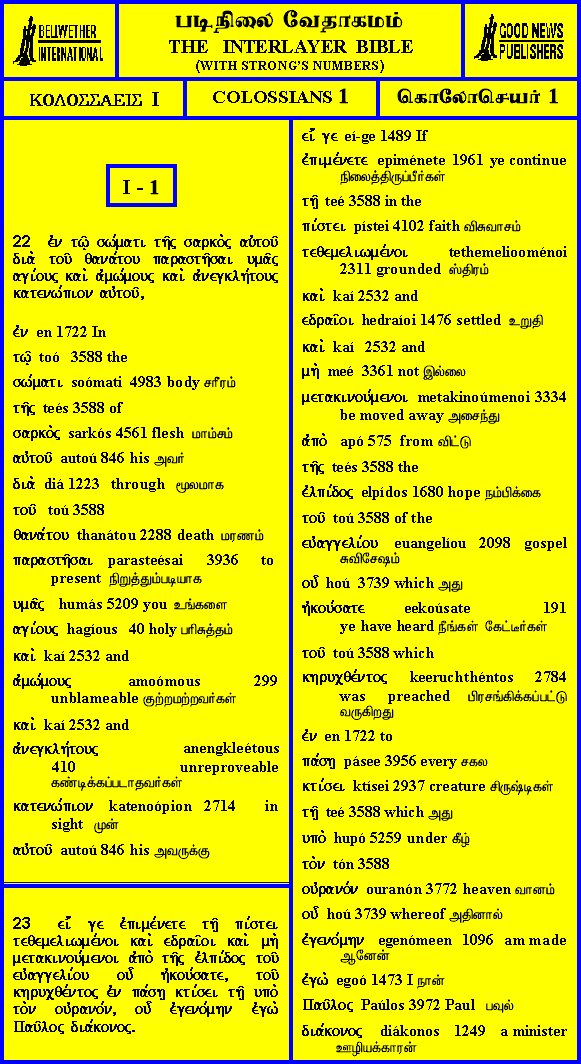 BELLWETHER
INTERNATIONAL
படிநிலை வேதாகமம்
THE INTERLAYER BIBLE
(WITH STRONG'S NUMBERS)
GOOD NEWS
PUBLISHERS
ΚΟΛΟΣΣΑΕΙΣ Ι
COLOSSIANS 1
கொலோசெயர் 1
I - 1
22 ἐν τῷ σώματι τῆς σαρκὸς αὐτοῦ
διὰ τοῦ θανάτου παραστῆσαι υμᾶς
αγίους καὶ ἀμώμους καὶ ἀνεγκλήτους
κατενώπιον αὐτοῦ,
ἐν en 1722 In
τῷ toó 3588 the
σώματι soómati 4983 body சரீரம்
τῆς teés 3588 of
σαρκὸς sarkós 4561 flesh மாம்சம்
αὐτοῦ autoú 846 his அவர்
διὰ diá 1223 through மூலமாக
τοῦ toú 3588
θανάτου thanátou 2288 death மரணம்
παραστῆσαι parasteésai 3936 to
present நிறுத்தும்படியாக
υμᾶς humás 5209 you உங்களை
αγίους hagíous 40 holy பரிசுத்தம்
καὶ kaí 2532 and
ἀμώμους amoómous 299
unblameable குற்றமற்றவர்கள்
καὶ kaí 2532 and
ἀνεγκλήτους anengkleétous
410 unreproveable
கண்டிக்கப்படாதவர்கள்
κατενώπιον katenoópion 2714 in
sight முன்
αὐτοῦ autoú 846 his அவருக்கு
23 εἴ γε ἐπιμένετε τῇ πίστει
τεθεμελιωμένοι καὶ εδραῖοι καὶ μὴ
μετακινούμενοι ἀπὸ τῆς ἐλπίδος τοῦ
εὐαγγελίου οὗ ἠκούσατε, τοῦ
κηρυχθέντος ἐν πάσῃ κτίσει τῇ υπὸ
τὸν οὐρανόν, οὗ ἐγενόμην ἐγὼ
Παῦλος διάκονος.
εἴ γε eí-ge 1489 If
ἐπιμένετε epiménete 1961 ye continue
நிலைத்திருப்பீர்கள்
τῇ teé 3588 in the
πίστει pístei 4102 faith விசுவாசம்
τεθεμελιωμένοι tethemeliooménoi
2311 grounded ஸ்திரம்
καὶ kaí 2532 and
εδραῖοι hedraíoi 1476 settled உறுதி
καὶ kaí 2532 and
μὴ meé 3361 not இல்லை
μετακινούμενοι metakinoúmenoi 3334
be moved away அசைந்து
ἀπὸ apó 575 from விட்டு
τῆς teés 3588 the
ἐλπίδος elpídos 1680 hope நம்பிக்கை
τοῦ toú 3588 of the
εὐαγγελίου euangelíou 2098 gospel
சுவிசேஷம்
οὗ hoú 3739 which அது
ἠκούσατε eekoúsate 191
ye have heard நீங்கள் கேட்டீர்கள்
τοῦ toú 3588 which
κηρυχθέντος keeruchthéntos 2784
was preached பிரசங்கிக்கப்பட்டு
வருகிறது
ἐν en 1722 to
πάσῃ pásee 3956 every சகல
κτίσει ktísei 2937 creature சிருஷ்டிகள்
τῇ teé 3588 which அது
υπὸ hupó 5259 under கீழ்
τὸν tón 3588
οὐρανόν ouranón 3772 heaven வானம்
οὗ hoú 3739 whereof அதினால்
ἐγενόμην egenómeen 1096 am made
ஆனேன்
ἐγὼ egoó 1473 I நான்
Παῦλος Paúlos 3972 Paul பவுல்
διάκονος diákonos 1249 a minister
ஊழியக்காரன்